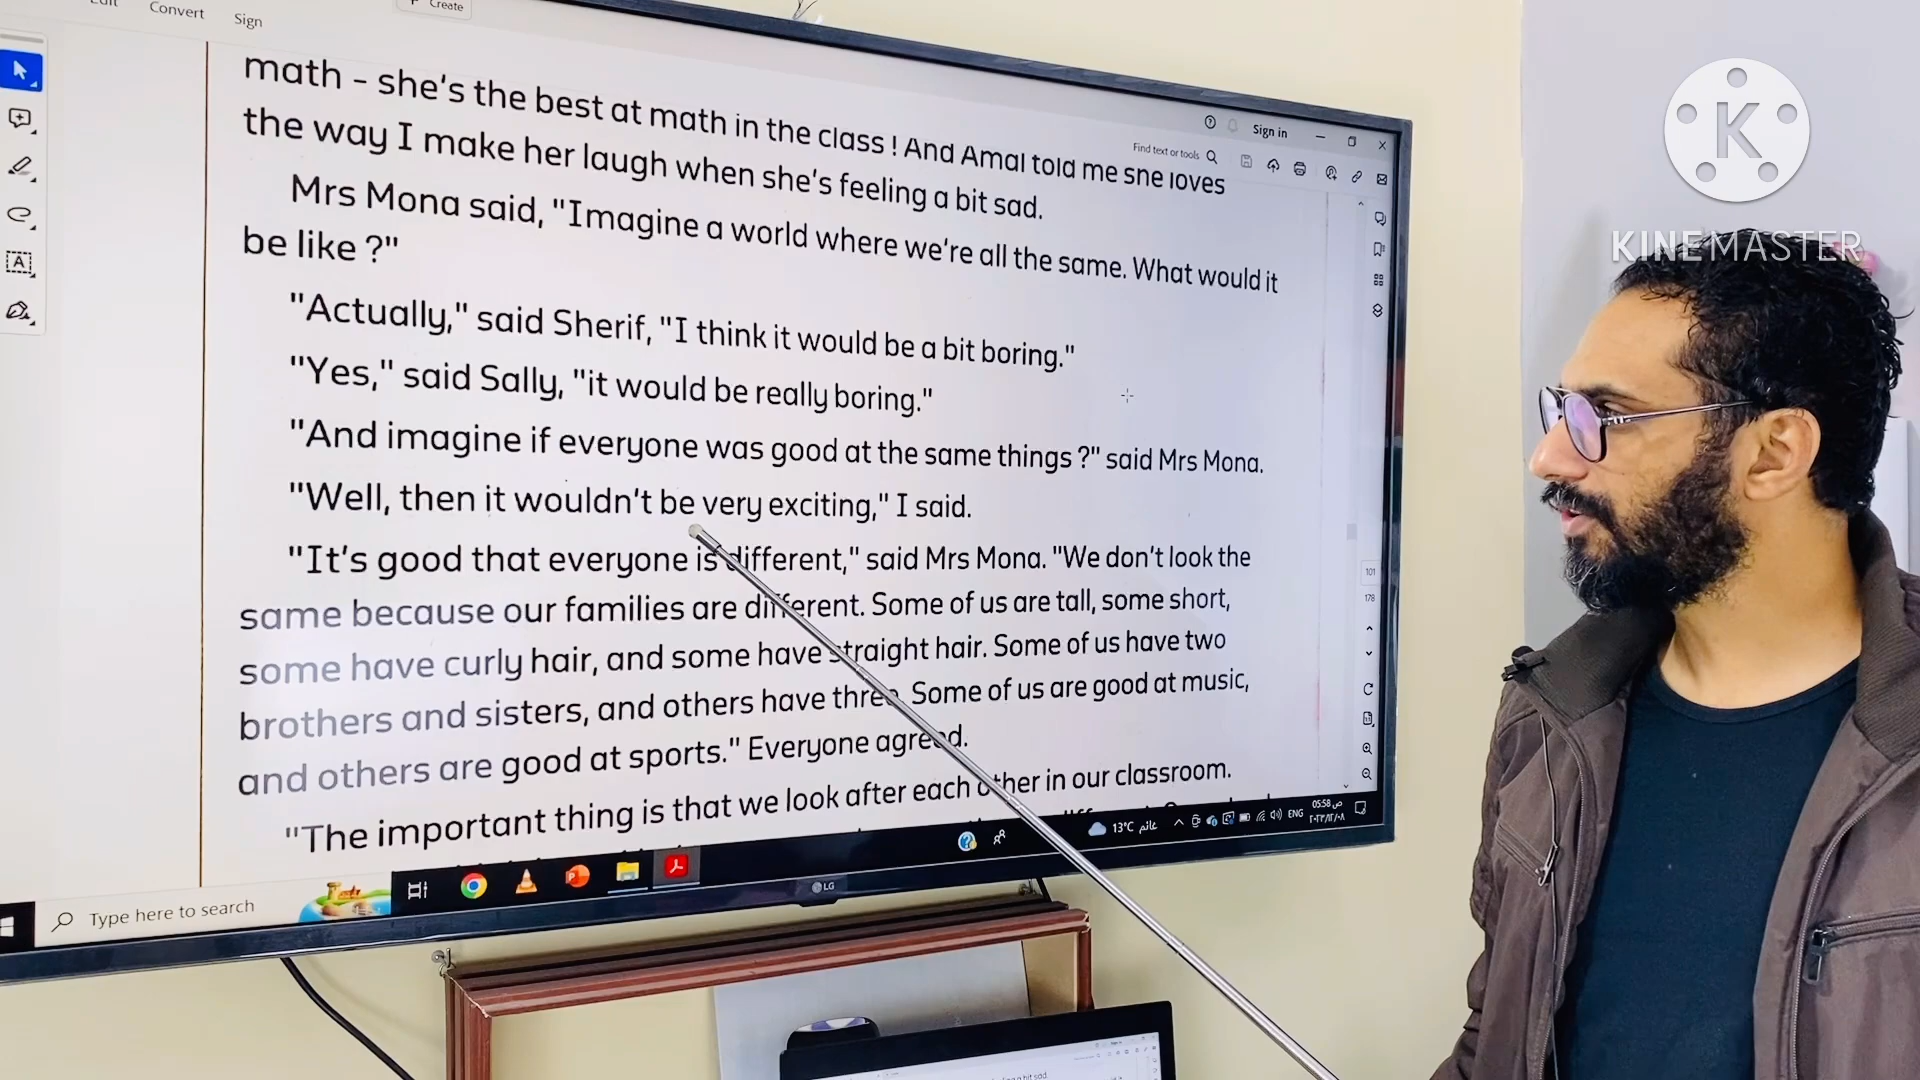 Convert
Sign
Create
Sign in
Find text or tools
math - she's the best at math in the class ! And Amal told me she loves
the way I make her laugh when she's feeling a bit sad.
Mrs Mona said, "Imagine a world where we're all the same. What would it
be like ?"
"Actually," said Sherif, "I think it would be a bit boring."
"Yes," said Sally, "it would be really boring."
"And imagine if everyone was good at the same things ?" said Mrs Mona.
"Well, then it wouldn't be very exciting," I said.
"It's good that everyone is different," said Mrs Mona. "We don't look the
same because our families are different. Some of us are tall, some short,
some have curly hair, and some have straight hair. Some of us have two
brothers and sisters, and others have three. Some of us are good at music,
and others are good at sports." Everyone agreed.
"The important thing is that we look after each other in our classroom.
101
178
Type here to search
13°C غائم
ENG
05:58 ص
٢٠٢٣/١٢/٠٨
LG
K
KINEMASTER